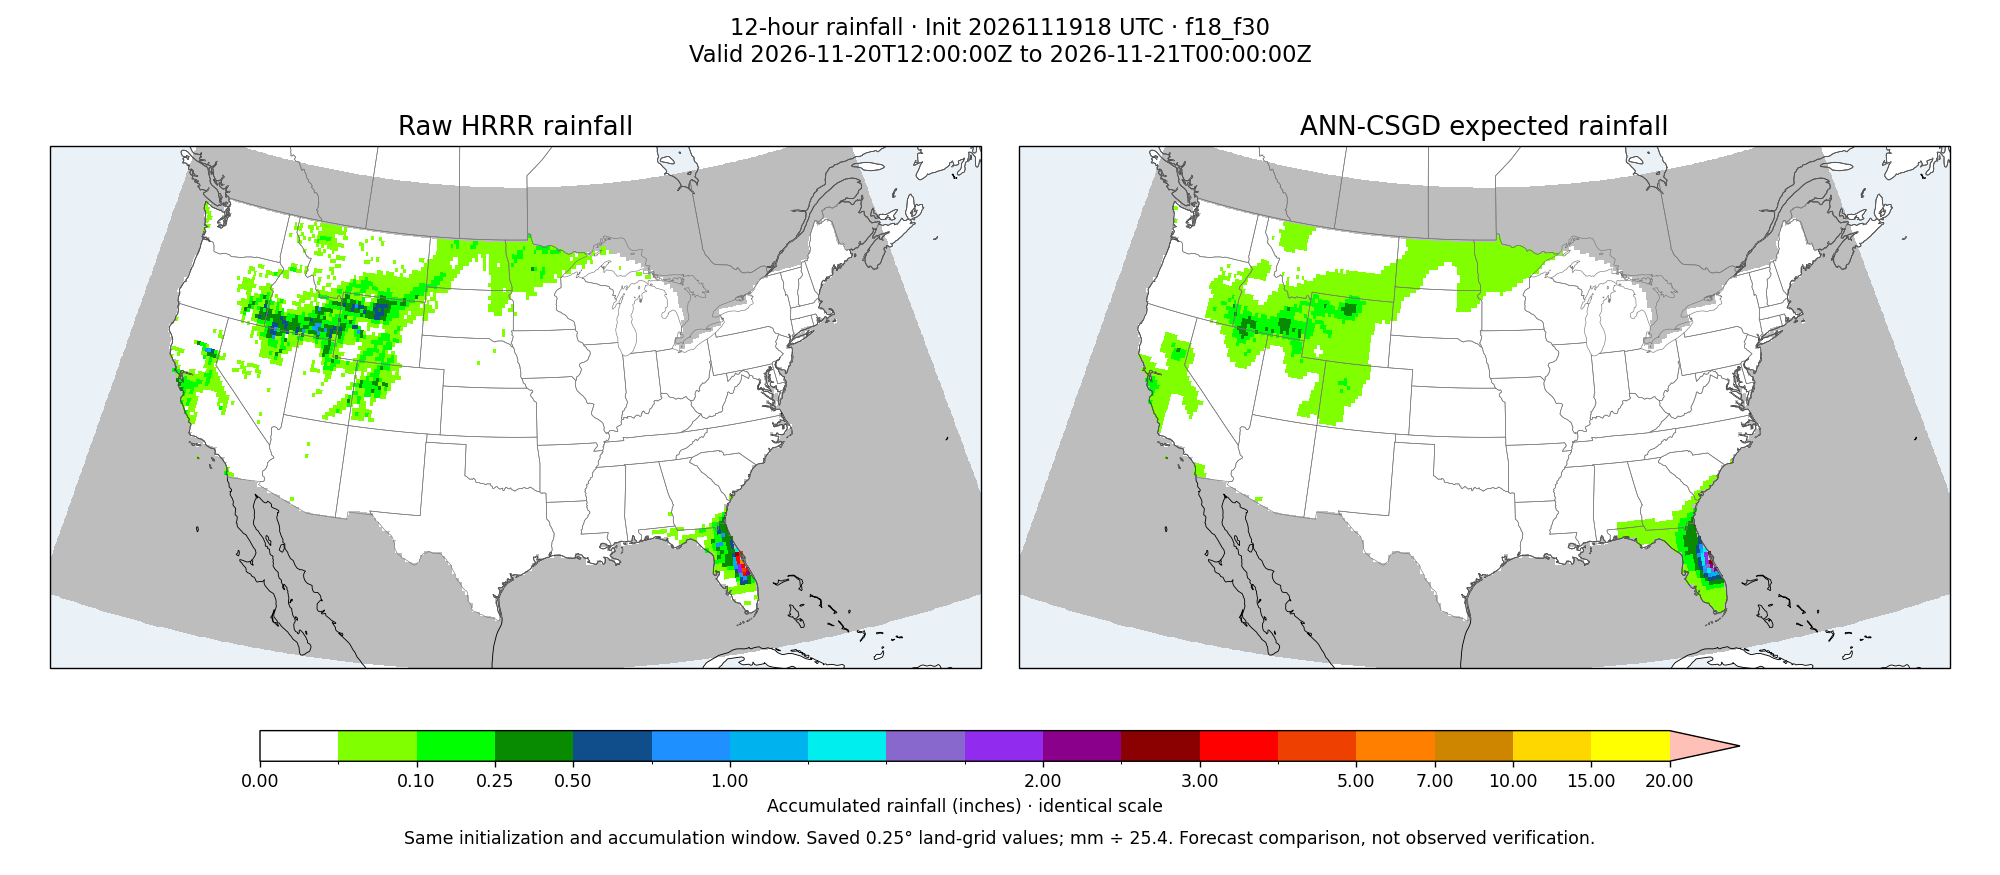 12-hour rainfall · Init 2026111918 UTC · f18_f30
Valid 2026-11-20T12:00:00Z to 2026-11-21T00:00:00Z
Raw HRRR rainfall
ANN-CSGD expected rainfall
0.00 0.10 0.25 0.50 1.00 2.00 3.00 5.00 7.00 10.00 15.00 20.00
Accumulated rainfall (inches) · identical scale
Same initialization and accumulation window. Saved 0.25° land-grid values; mm ÷ 25.4. Forecast comparison, not observed verification.